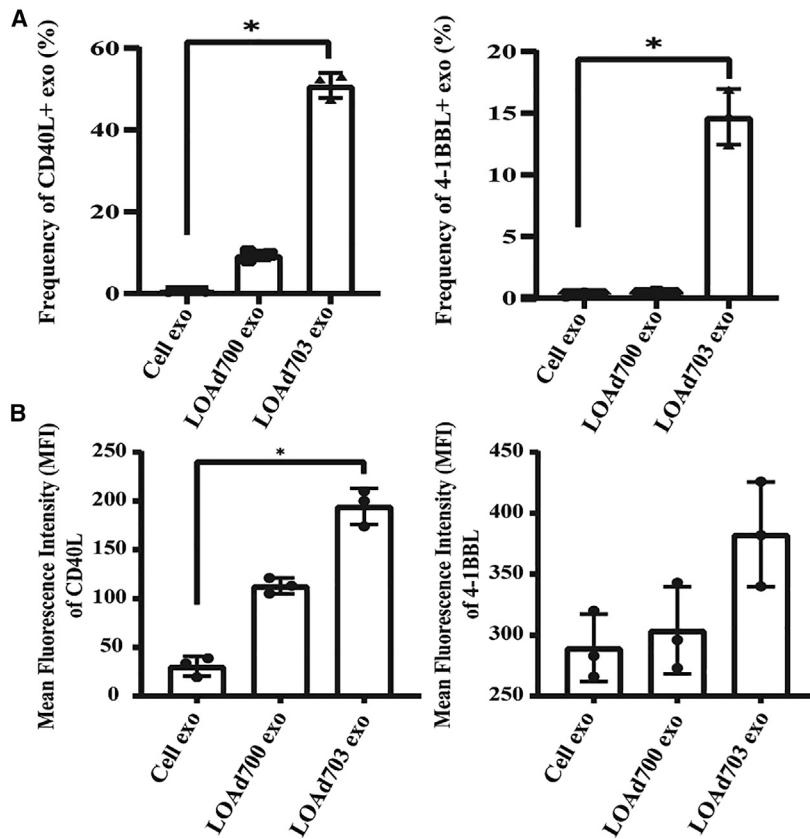 A
Frequency of CD40L+ exo (%)
60
40
20
0
*
Cell exo
LOAd700 exo
LOAd703 exo
Frequency of 4-1BBL+ exo (%)
20
15
10
5
0
*
Cell exo
LOAd700 exo
LOAd703 exo
B
Mean Fluorescence Intensity (MFI)
of CD40L
250
200
150
100
50
0
*
Cell exo
LOAd700 exo
LOAd703 exo
Mean Fluorescence Intensity (MFI)
of 4-1BBL
450
400
350
300
250
Cell exo
LOAd700 exo
LOAd703 exo